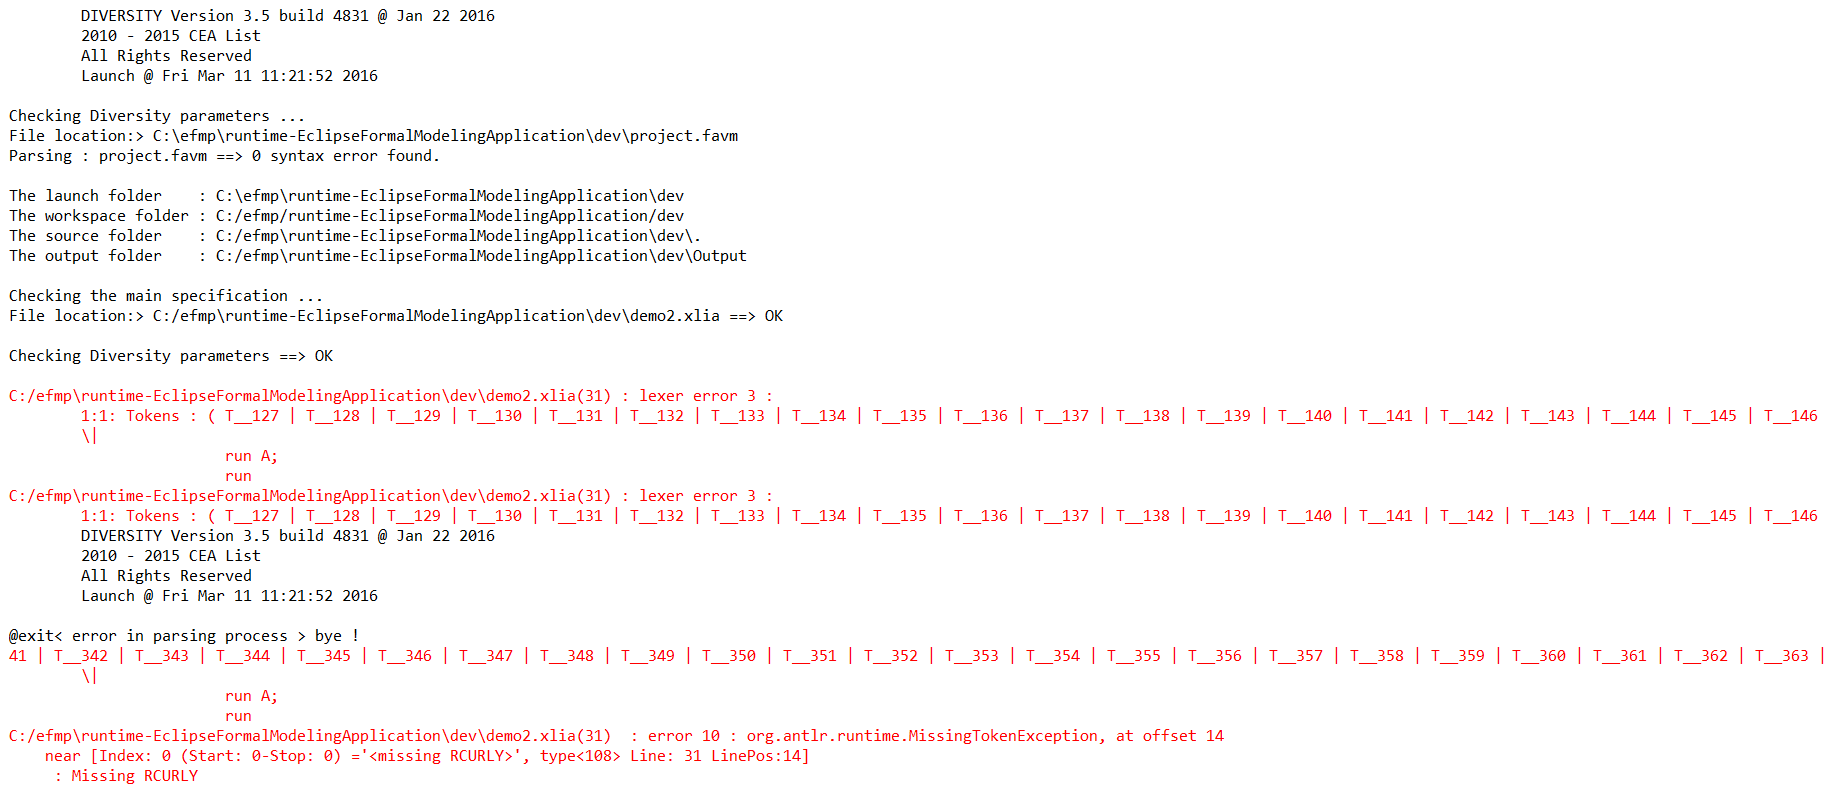 DIVERSITY Version 3.5 build 4831 @ Jan 22 2016
2010 - 2015 CEA List
All Rights Reserved
Launch @ Fri Mar 11 11:21:52 2016
Checking Diversity parameters ...
File location:> C:\efmp\runtime-EclipseFormalModelingApplication\dev\project.favm
Parsing : project.favm ==> 0 syntax error found.
The launch folder    : C:\efmp\runtime-EclipseFormalModelingApplication\dev
The workspace folder : C:/efmp/runtime-EclipseFormalModelingApplication/dev
The source folder    : C:/efmp\runtime-EclipseFormalModelingApplication\dev\.
The output folder    : C:/efmp\runtime-EclipseFormalModelingApplication\dev\Output
Checking the main specification ...
File location:> C:/efmp\runtime-EclipseFormalModelingApplication\dev\demo2.xlia ==> OK
Checking Diversity parameters ==> OK
C:/efmp\runtime-EclipseFormalModelingApplication\dev\demo2.xlia(31) : lexer error 3 :
1:1: Tokens : ( T__127 | T__128 | T__129 | T__130 | T__131 | T__132 | T__133 | T__134 | T__135 | T__136 | T__137 | T__138 | T__139 | T__140 | T__141 | T__142 | T__143 | T__144 | T__145 | T__146
\|
run A;
run
C:/efmp\runtime-EclipseFormalModelingApplication\dev\demo2.xlia(31) : lexer error 3 :
1:1: Tokens : ( T__127 | T__128 | T__129 | T__130 | T__131 | T__132 | T__133 | T__134 | T__135 | T__136 | T__137 | T__138 | T__139 | T__140 | T__141 | T__142 | T__143 | T__144 | T__145 | T__146
DIVERSITY Version 3.5 build 4831 @ Jan 22 2016
2010 - 2015 CEA List
All Rights Reserved
Launch @ Fri Mar 11 11:21:52 2016
@exit< error in parsing process > bye !
41 | T__342 | T__343 | T__344 | T__345 | T__346 | T__347 | T__348 | T__349 | T__350 | T__351 | T__352 | T__353 | T__354 | T__355 | T__356 | T__357 | T__358 | T__359 | T__360 | T__361 | T__362 | T__363 |
\|
run A;
run
C:/efmp\runtime-EclipseFormalModelingApplication\dev\demo2.xlia(31)  : error 10 : org.antlr.runtime.MissingTokenException, at offset 14
near [Index: 0 (Start: 0-Stop: 0) ='<missing RCURLY>', type<108> Line: 31 LinePos:14]
: Missing RCURLY